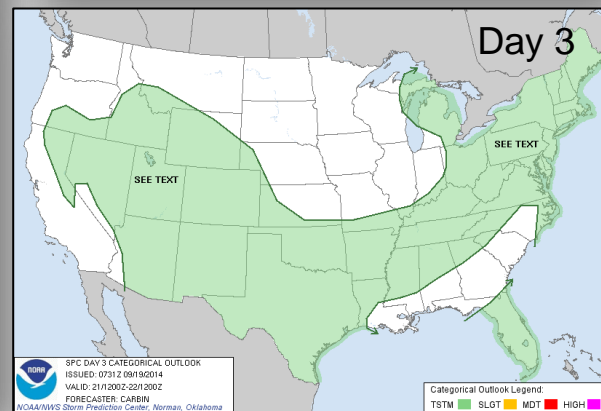 Day 3
SEE TEXT
SEE TEXT
NOAA
SPC DAY 3 CATEGORICAL OUTLOOK
ISSUED: 0731Z 09/19/2014
VALID: 21/1200Z-22/1200Z
FORECASTER: CARBIN
NOAA/NWS Storm Prediction Center, Norman, Oklahoma
Categorical Outlook Legend:
TSTM SLGT MDT HIGH